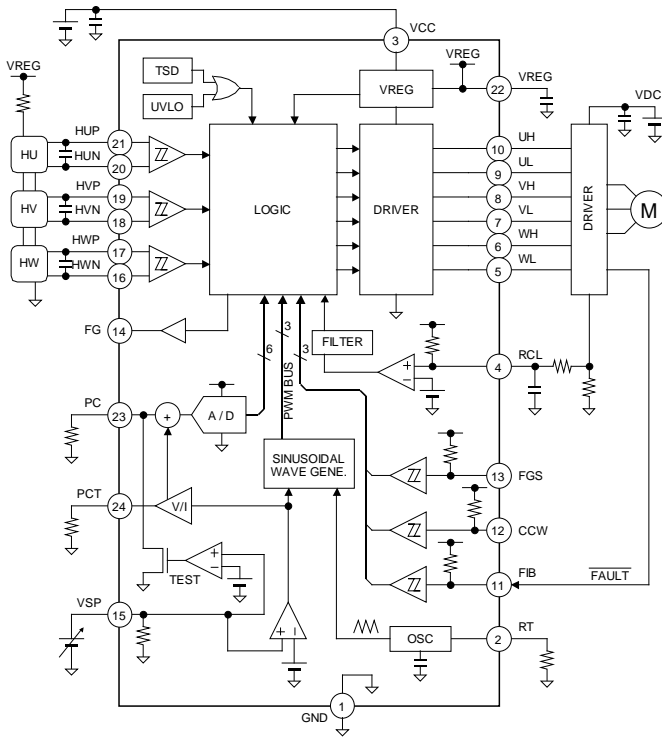 VCC
3
VREG
TSD
UVLO
VREG
22
VREG
VDC
HUP
21
HU
HUN
20
UH
10
UL
9
HVP
19
HV
HVN
18
LOGIC
DRIVER
VH
8
VL
7
DRIVER
M
HWP
17
HW
HWN
16
WH
6
WL
5
FG
14
6
3
3
PWM BUS
FILTER
+
−
4
RCL
PC
23
+
A / D
SINUSOIDAL
WAVE GENE.
13
FGS
PCT
24
V/I
12
CCW
TEST
+
−
11
FIB
FAULT
VSP
15
+
−
OSC
2
RT
1
GND